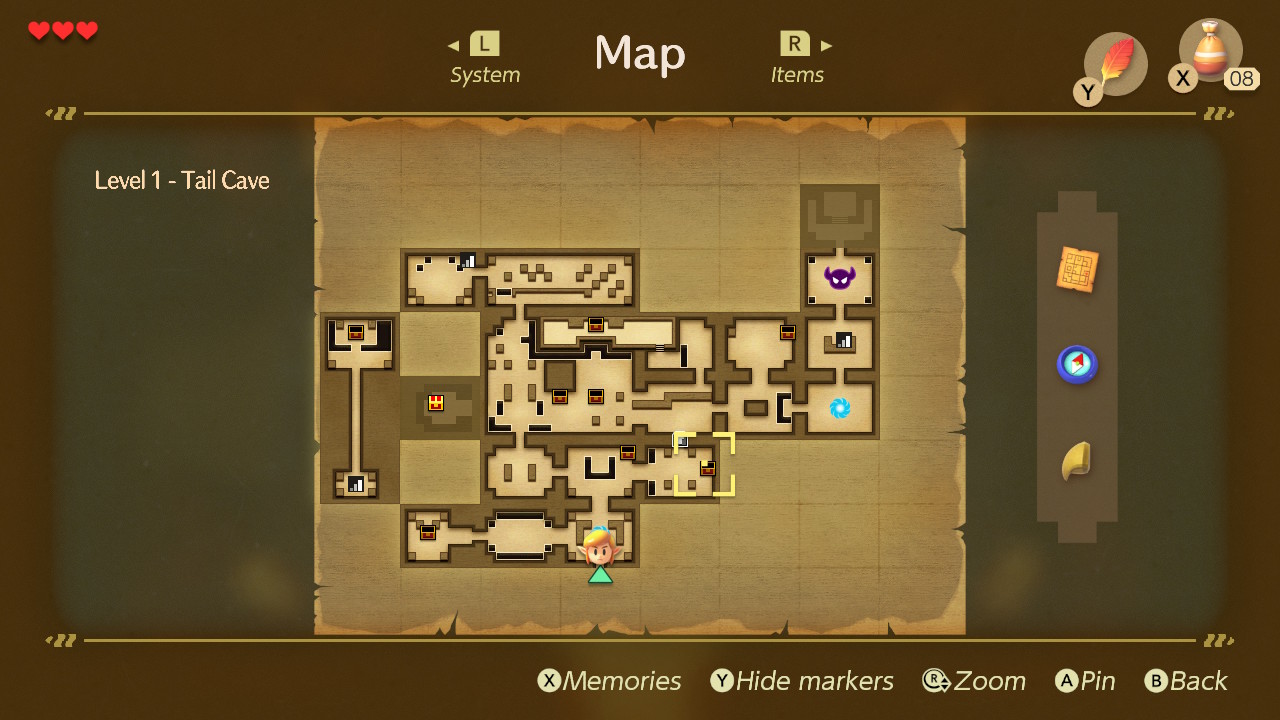 L
System
Map
R
Items
Y
X
08
Level 1 - Tail Cave
X Memories
Y Hide markers
R Zoom
A Pin
B Back